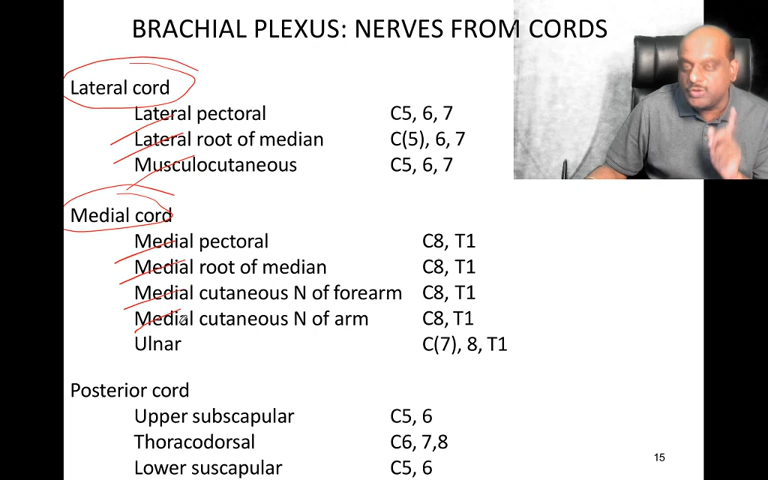 BRACHIAL PLEXUS: NERVES FROM CORDS
Lateral cord
Lateral pectoral C5, 6, 7
Lateral root of median C(5), 6, 7
Musculocutaneous C5, 6, 7
Medial cord
Medial pectoral C8, T1
Medial root of median C8, T1
Medial cutaneous N of forearm C8, T1
Medial cutaneous N of arm C8, T1
Ulnar C(7), 8, T1
Posterior cord
Upper subscapular C5, 6
Thoracodorsal C6, 7,8
Lower suscapular C5, 6
15